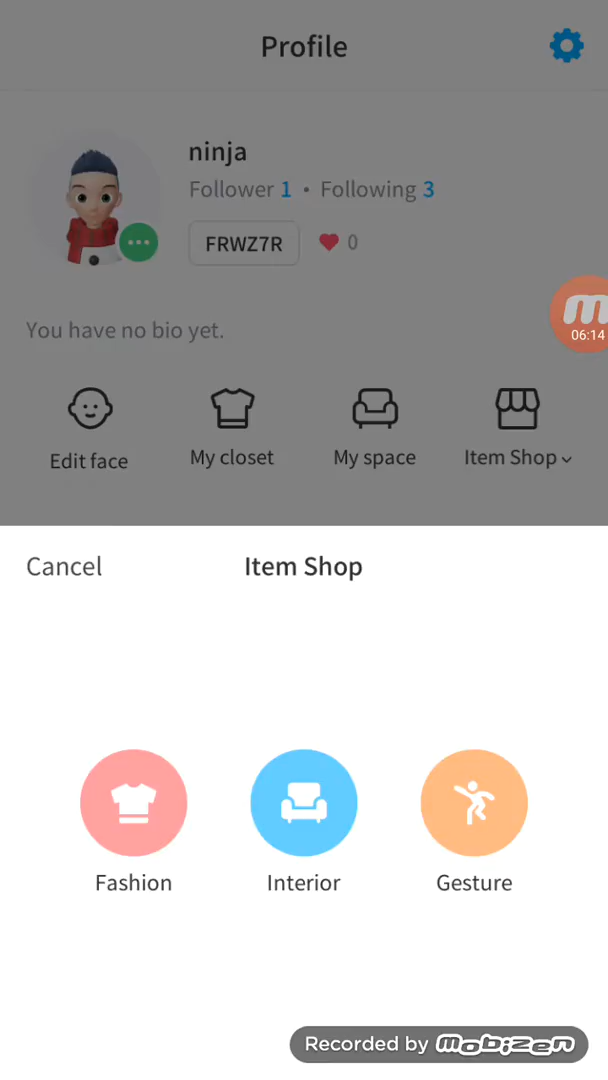 Profile
ninja
Follower 1 • Following 3
FRWZ7R
0
06:14
You have no bio yet.
Edit face
My closet
My space
Item Shop
Cancel
Item Shop
Fashion
Interior
Gesture
Recorded by mobizen